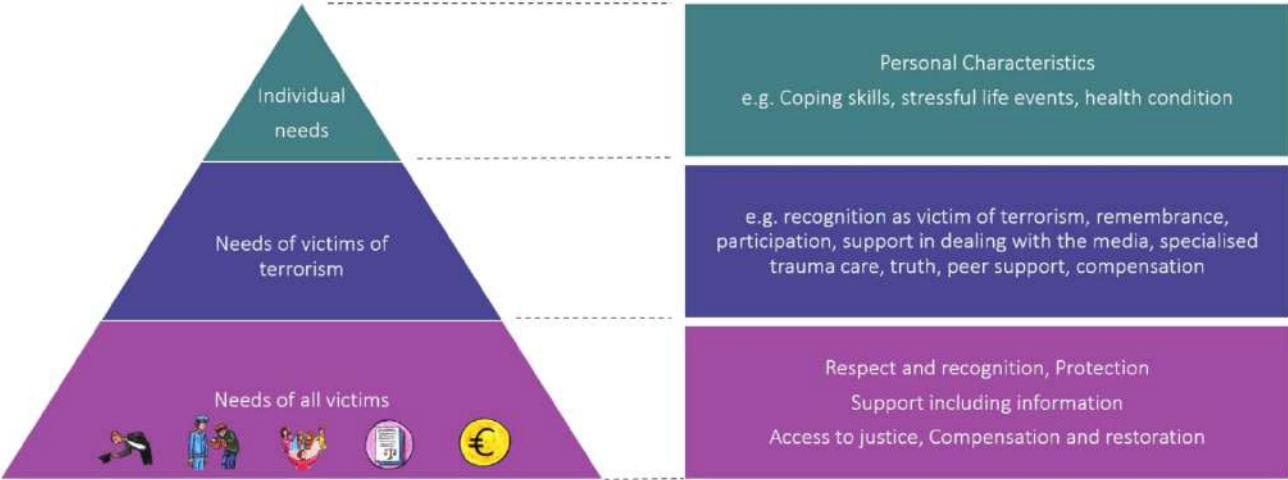 Individual
needs
Personal Characteristics
e.g. Coping skills, stressful life events, health condition
Needs of victims of
terrorism
e.g. recognition as victim of terrorism, remembrance,
participation, support in dealing with the media, specialised
trauma care, truth, peer support, compensation
Needs of all victims
€
Respect and recognition, Protection
Support including information
Access to justice, Compensation and restoration